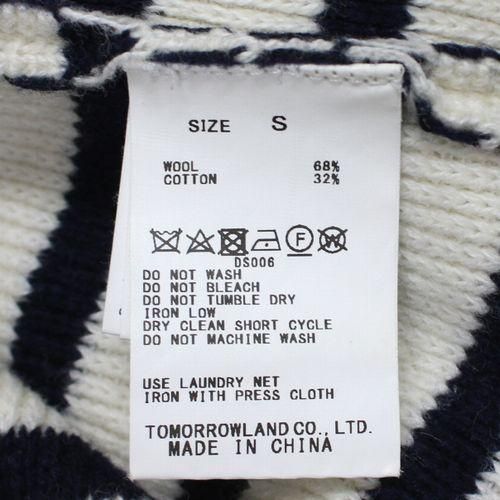 SIZE S
WOOL 68%
COTTON 32%
F W
DS006
DO NOT WASH
DO NOT BLEACH
DO NOT TUMBLE DRY
IRON LOW
DRY CLEAN SHORT CYCLE
DO NOT MACHINE WASH
USE LAUNDRY NET
IRON WITH PRESS CLOTH
TOMORROWLAND CO., LTD.
MADE IN CHINA